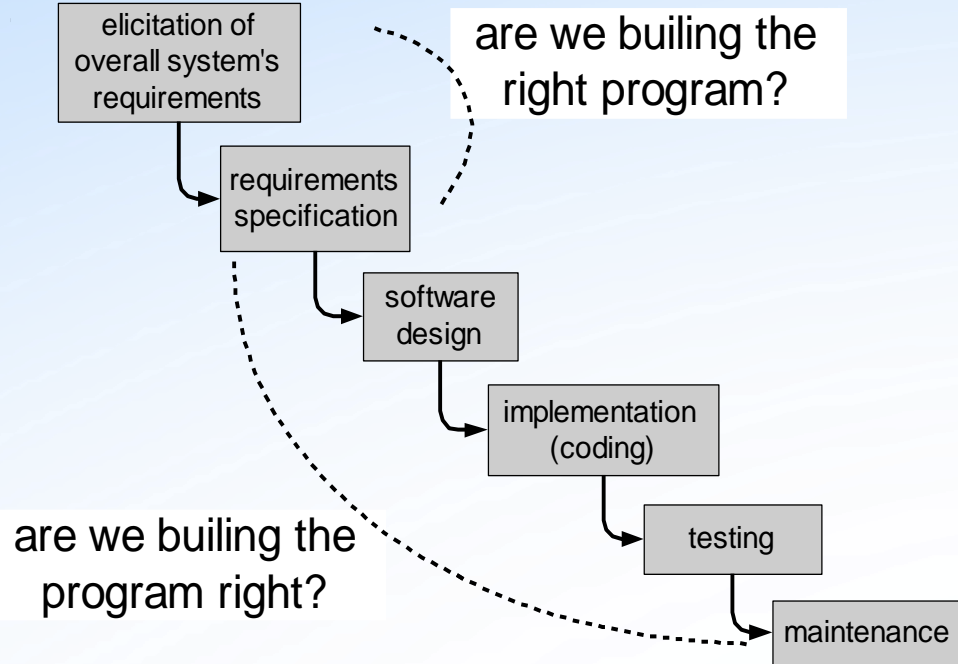 elicitation of
overall system's
requirements
are we builing the
right program?
requirements
specification
software
design
implementation
(coding)
are we builing the
program right?
testing
maintenance